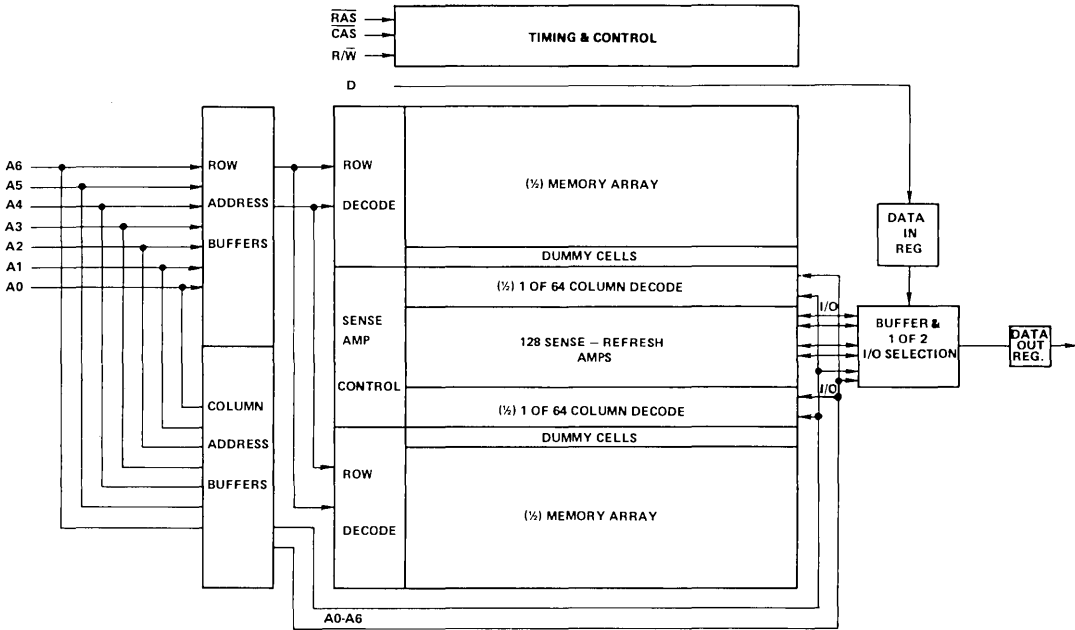 R̅A̅S̅
C̅A̅S̅
R/W̅
TIMING & CONTROL
D
A6
A5
A4
A3
A2
A1
A0
ROW
ADDRESS
BUFFERS
COLUMN
ADDRESS
BUFFERS
ROW
DECODE
SENSE
AMP
CONTROL
ROW
DECODE
(½) MEMORY ARRAY
DUMMY CELLS
(½) 1 OF 64 COLUMN DECODE
128 SENSE – REFRESH
AMPS
(½) 1 OF 64 COLUMN DECODE
DUMMY CELLS
(½) MEMORY ARRAY
I/O
I/O
DATA
IN
REG
BUFFER &
1 OF 2
I/O SELECTION
DATA
OUT
REG.
A0-A6